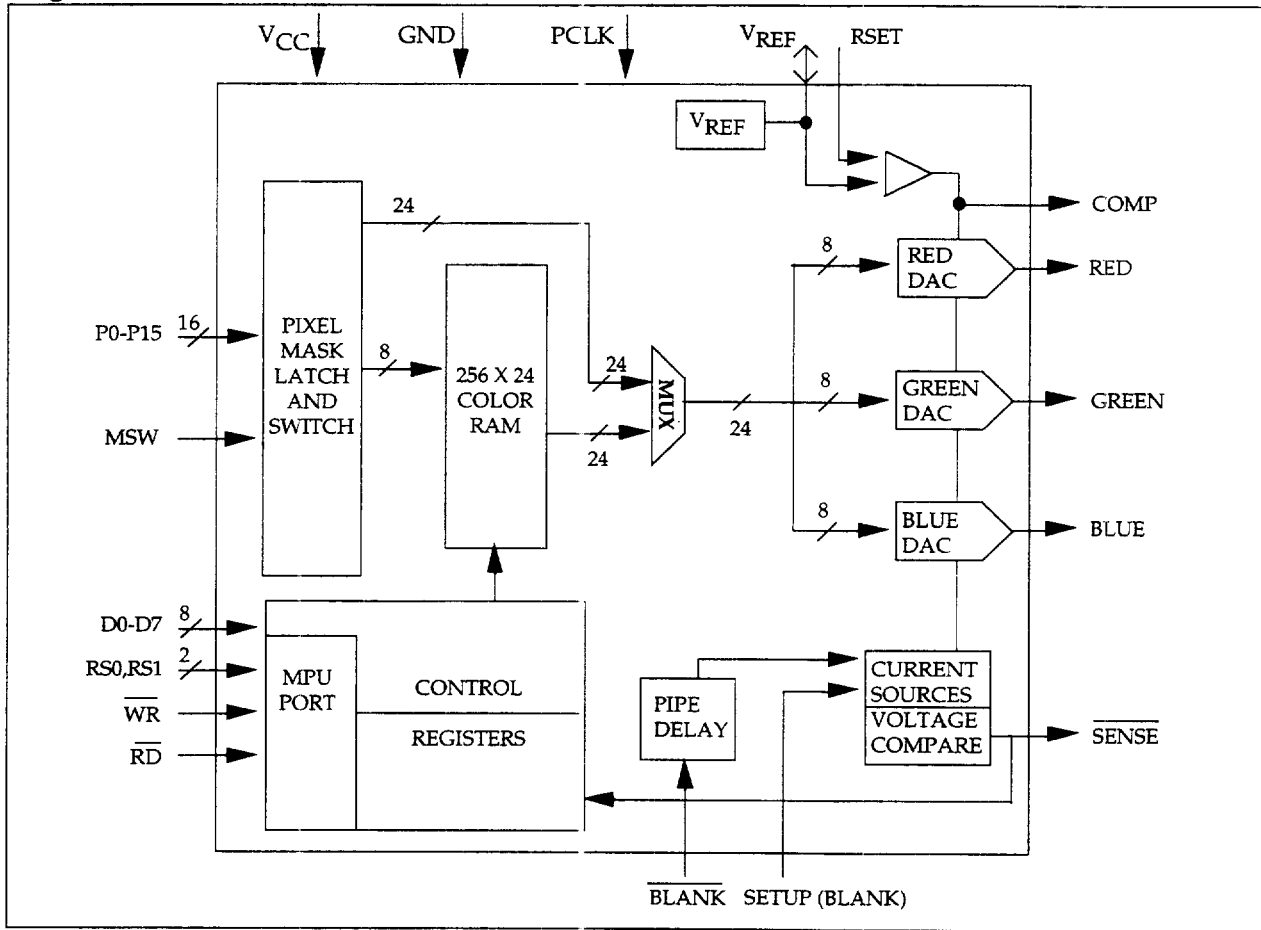 VCC
GND
PCLK
VREF
RSET
VREF
COMP
24
8
RED
DAC
RED
P0-P15
16
PIXEL
MASK
LATCH
AND
SWITCH
8
256 X 24
COLOR
RAM
24
24
MUX
24
8
GREEN
DAC
GREEN
MSW
8
BLUE
DAC
BLUE
D0-D7
8
RS0,RS1
2
WR
RD
MPU
PORT
CONTROL
REGISTERS
PIPE
DELAY
CURRENT
SOURCES
VOLTAGE
COMPARE
SENSE
BLANK
SETUP (BLANK)